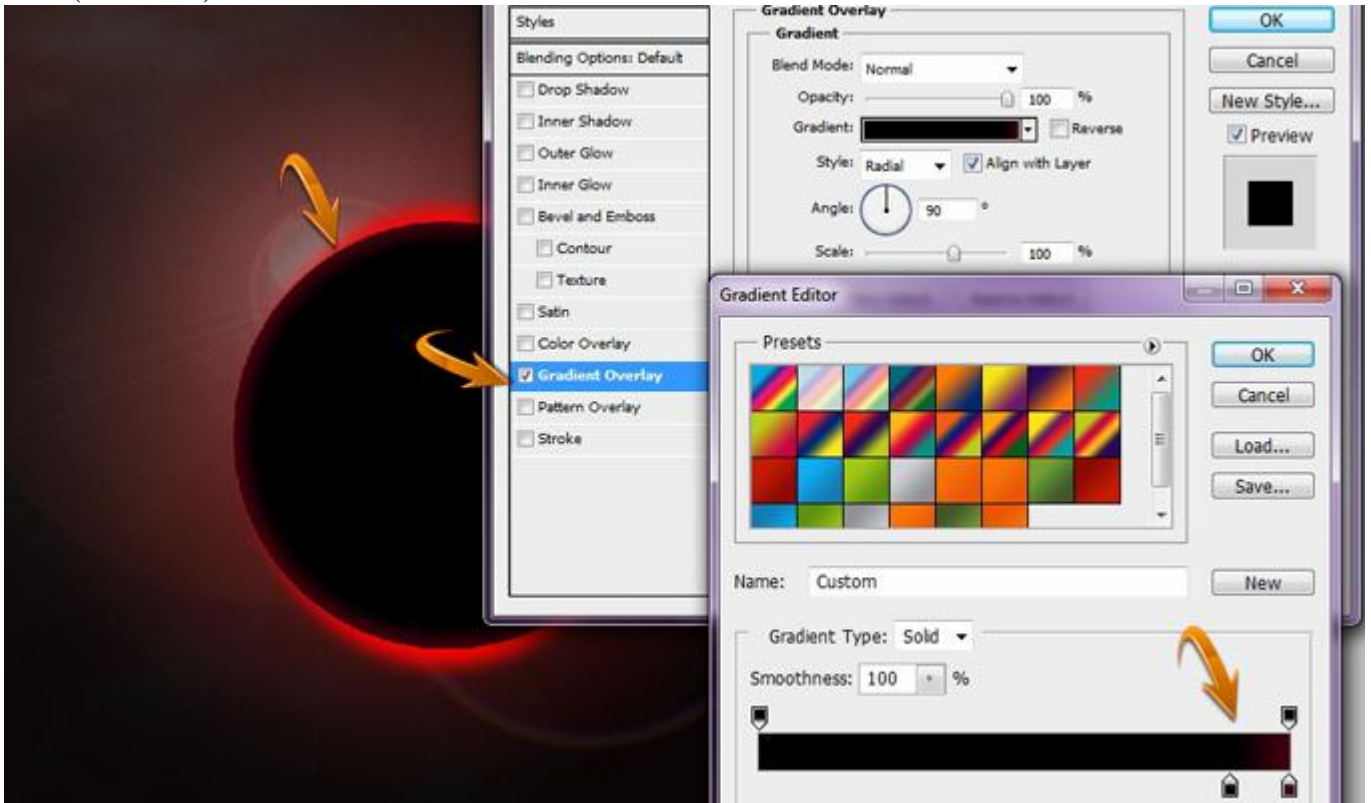 Styles
Blending Options: Default
Drop Shadow
Inner Shadow
Outer Glow
Inner Glow
Bevel and Emboss
Contour
Texture
Satin
Color Overlay
Gradient Overlay
Pattern Overlay
Stroke
Gradient Overlay
Gradient
Blend Mode: Normal
Opacity: 100 %
Gradient: Reverse
Style: Radial Align with Layer
Angle: 90 °
Scale: 100 %
OK
Cancel
New Style...
Preview
Gradient Editor
Presets
OK
Cancel
Load...
Save...
Name: Custom
New
Gradient Type: Solid
Smoothness: 100 %